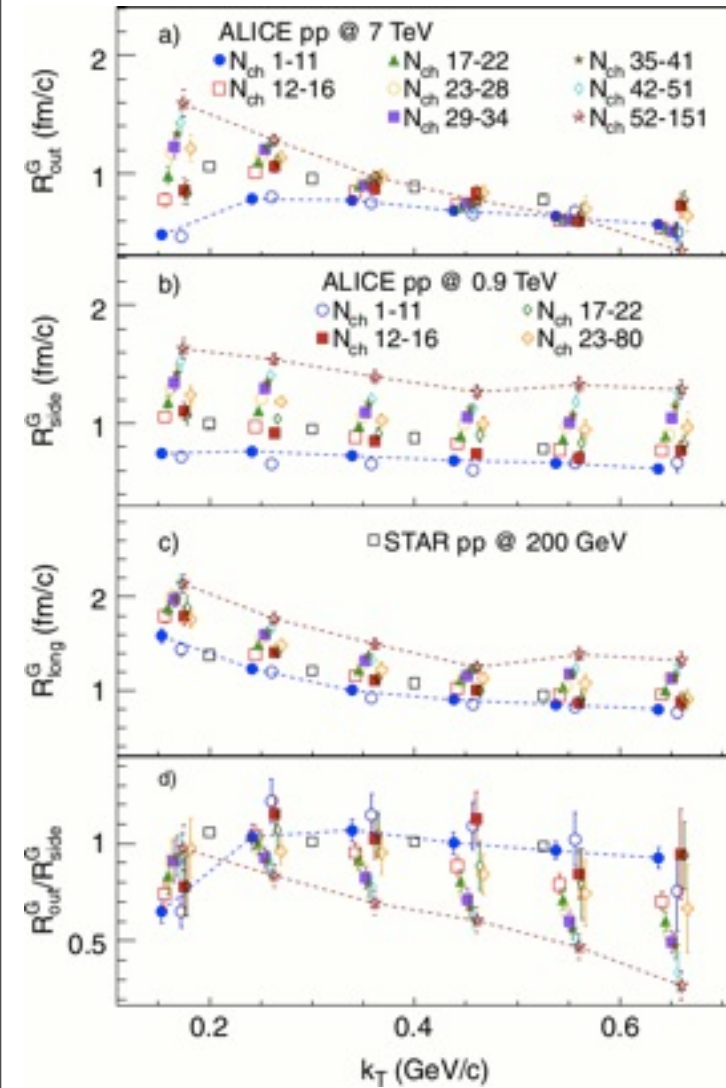 a) ALICE pp @ 7 TeV
N_ch 1-11 N_ch 17-22 N_ch 35-41
N_ch 12-16 N_ch 23-28 N_ch 42-51
N_ch 29-34 N_ch 52-151
R^G_out (fm/c)
2
1
b) ALICE pp @ 0.9 TeV
N_ch 1-11 N_ch 17-22
N_ch 12-16 N_ch 23-80
R^G_side (fm/c)
2
1
c) STAR pp @ 200 GeV
R^G_long (fm/c)
2
1
d)
R^G_out/R^G_side
1
0.5
0.2 0.4 0.6
k_T (GeV/c)